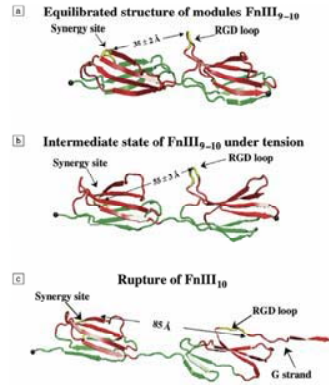 a Equilibrated structure of modules FnIII9-10
Synergy site
35 ± 2 Å
RGD loop
b Intermediate state of FnIII9-10 under tension
Synergy site
55 ± 3 Å
RGD loop
c Rupture of FnIII10
Synergy site
85 Å
RGD loop
G strand